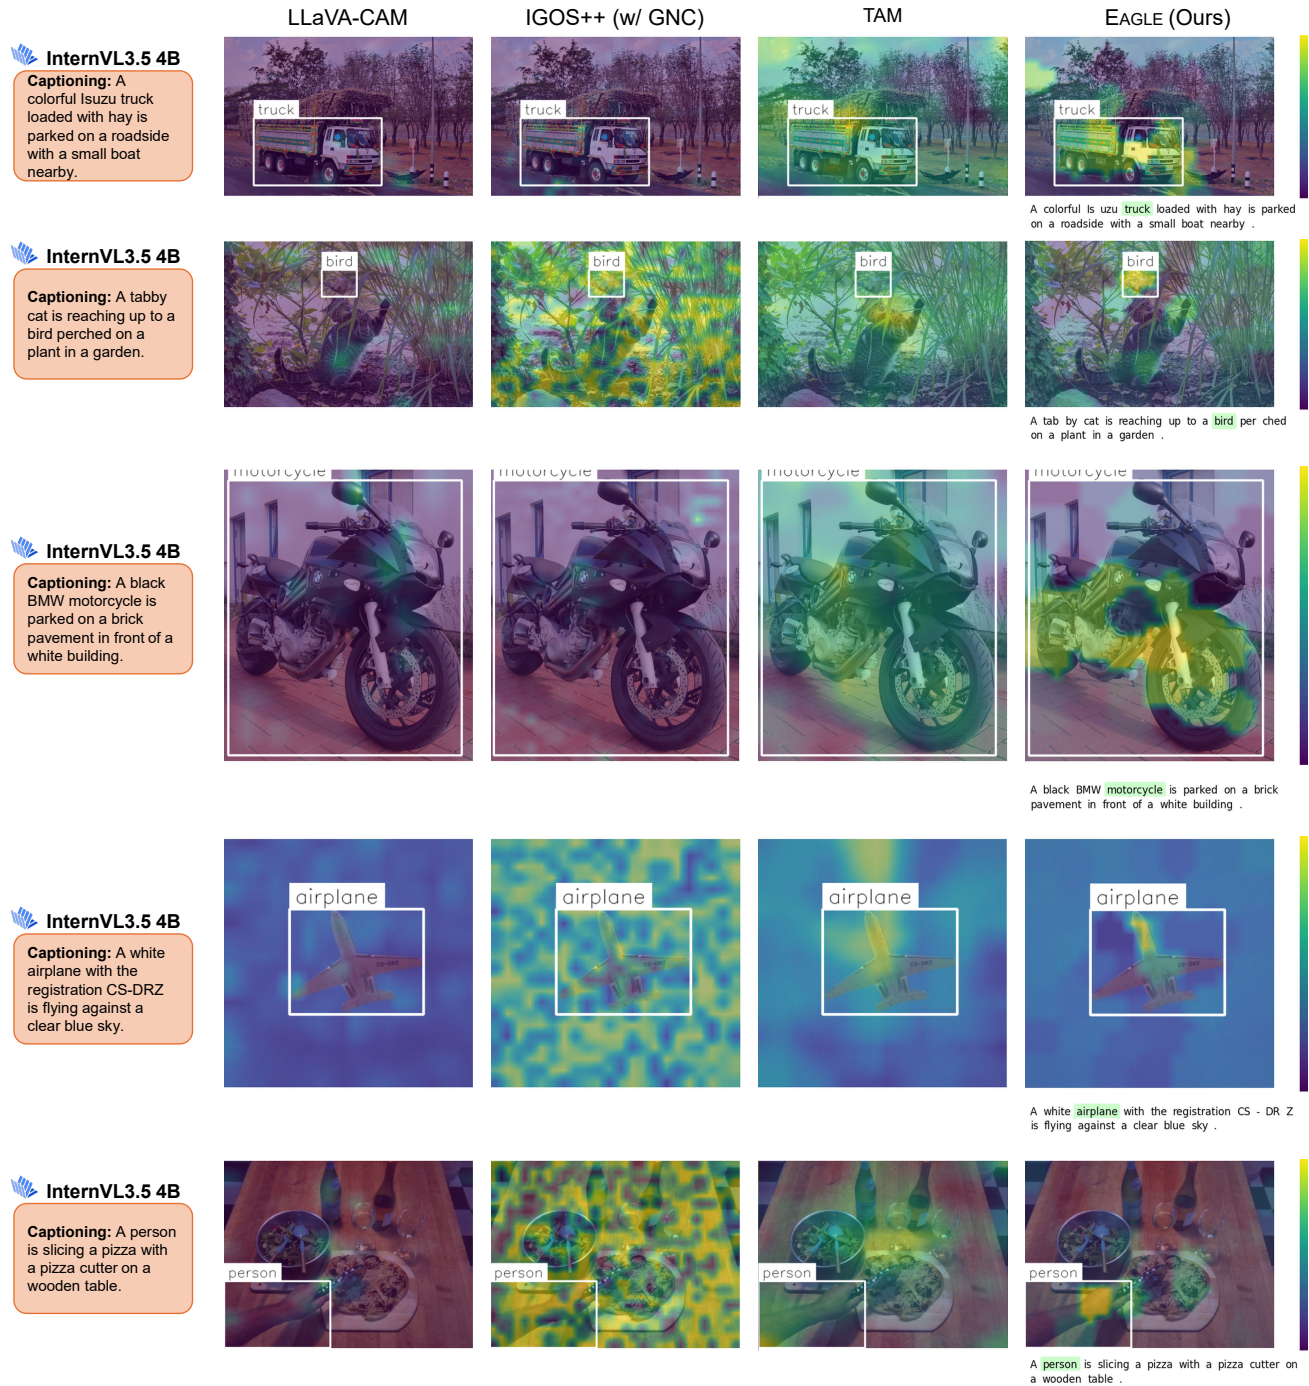 LLaVA-CAM
IGOS++ (w/ GNC)
TAM
EAGLE (Ours)
InternVL3.5 4B
Captioning: A
colorful Isuzu truck
loaded with hay is
parked on a roadside
with a small boat
nearby.
truck
truck
truck
truck
A colorful Is uzu truck loaded with hay is parked
on a roadside with a small boat nearby .
InternVL3.5 4B
Captioning: A tabby
cat is reaching up to a
bird perched on a
plant in a garden.
bird
bird
bird
bird
A tab by cat is reaching up to a bird per ched
on a plant in a garden .
InternVL3.5 4B
Captioning: A black
BMW motorcycle is
parked on a brick
pavement in front of a
white building.
motorcycle
motorcycle
motorcycle
motorcycle
A black BMW motorcycle is parked on a brick
pavement in front of a white building .
InternVL3.5 4B
Captioning: A white
airplane with the
registration CS-DRZ
is flying against a
clear blue sky.
airplane
CS-DRZ
airplane
CS-DRZ
airplane
CS-DRZ
airplane
CS-DRZ
A white airplane with the registration CS - DR Z
is flying against a clear blue sky .
InternVL3.5 4B
Captioning: A person
is slicing a pizza with
a pizza cutter on a
wooden table.
person
person
person
person
A person is slicing a pizza with a pizza cutter on
a wooden table .